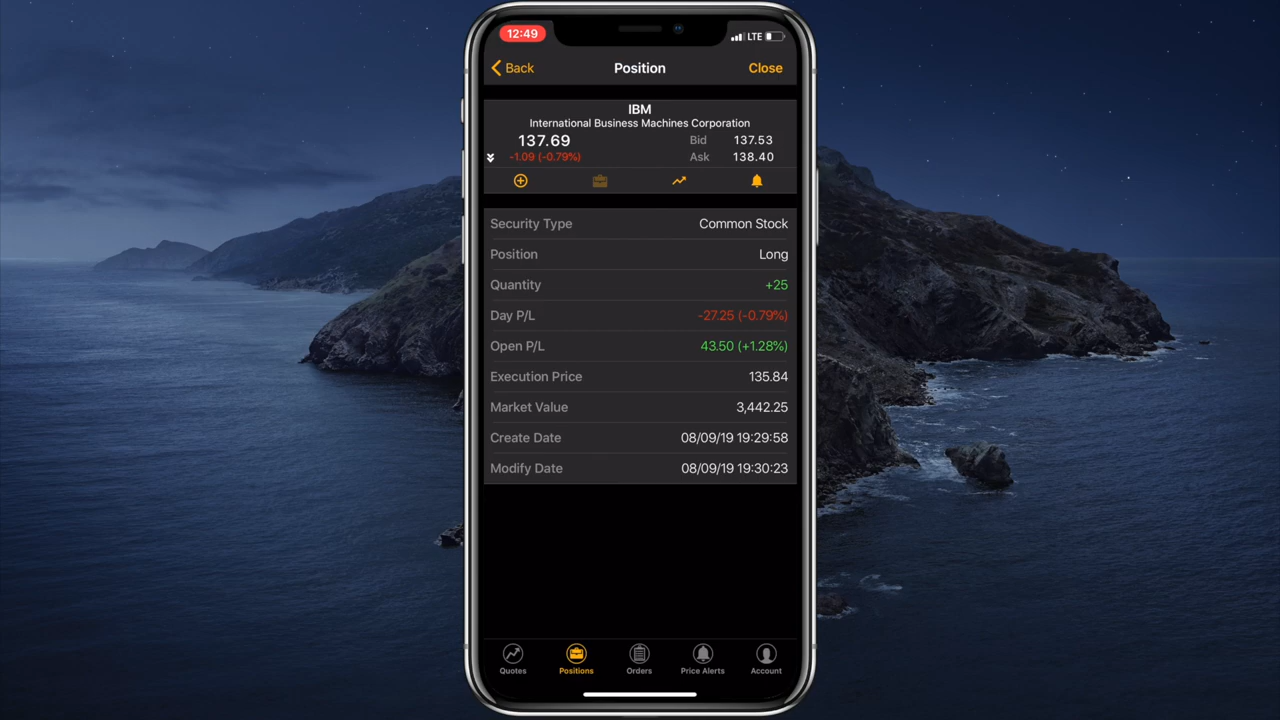 12:49 LTE
Back Position Close
IBM
International Business Machines Corporation
137.69 Bid 137.53
-1.09 (-0.79%) Ask 138.40
Security Type Common Stock
Position Long
Quantity +25
Day P/L -27.25 (-0.79%)
Open P/L 43.50 (+1.28%)
Execution Price 135.84
Market Value 3,442.25
Create Date 08/09/19 19:29:58
Modify Date 08/09/19 19:30:23
Quotes Positions Orders Price Alerts Account